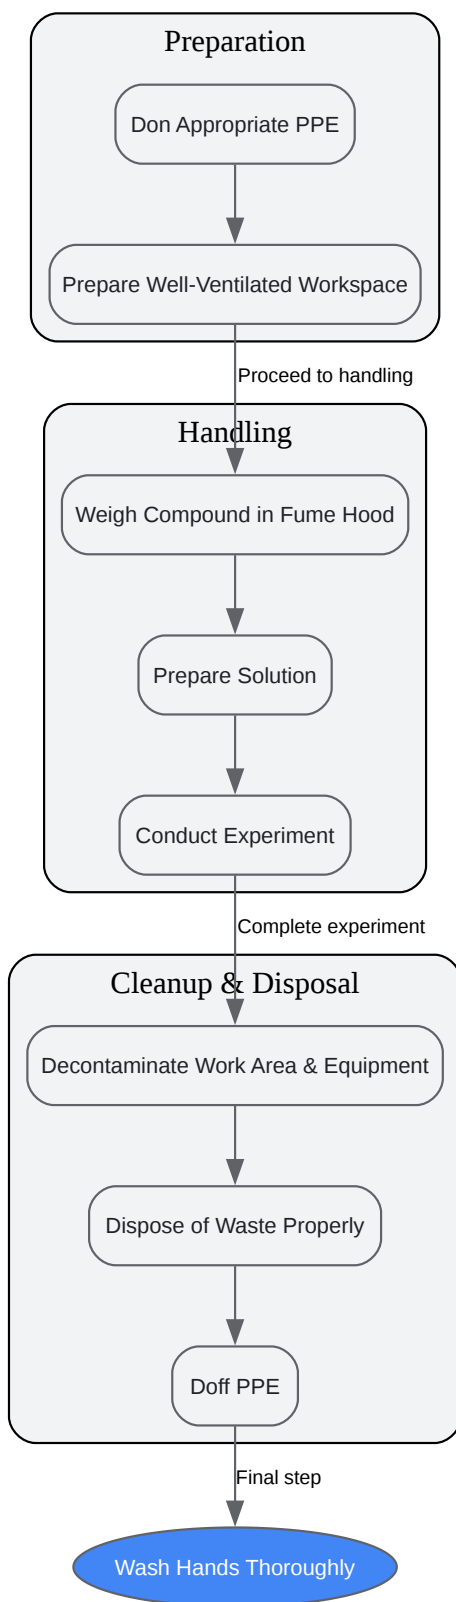 Preparation
Don Appropriate PPE
Prepare Well-Ventilated Workspace
Proceed to handling
Handling
Weigh Compound in Fume Hood
Prepare Solution
Conduct Experiment
Complete experiment
Cleanup & Disposal
Decontaminate Work Area & Equipment
Dispose of Waste Properly
Doff PPE
Final step
Wash Hands Thoroughly